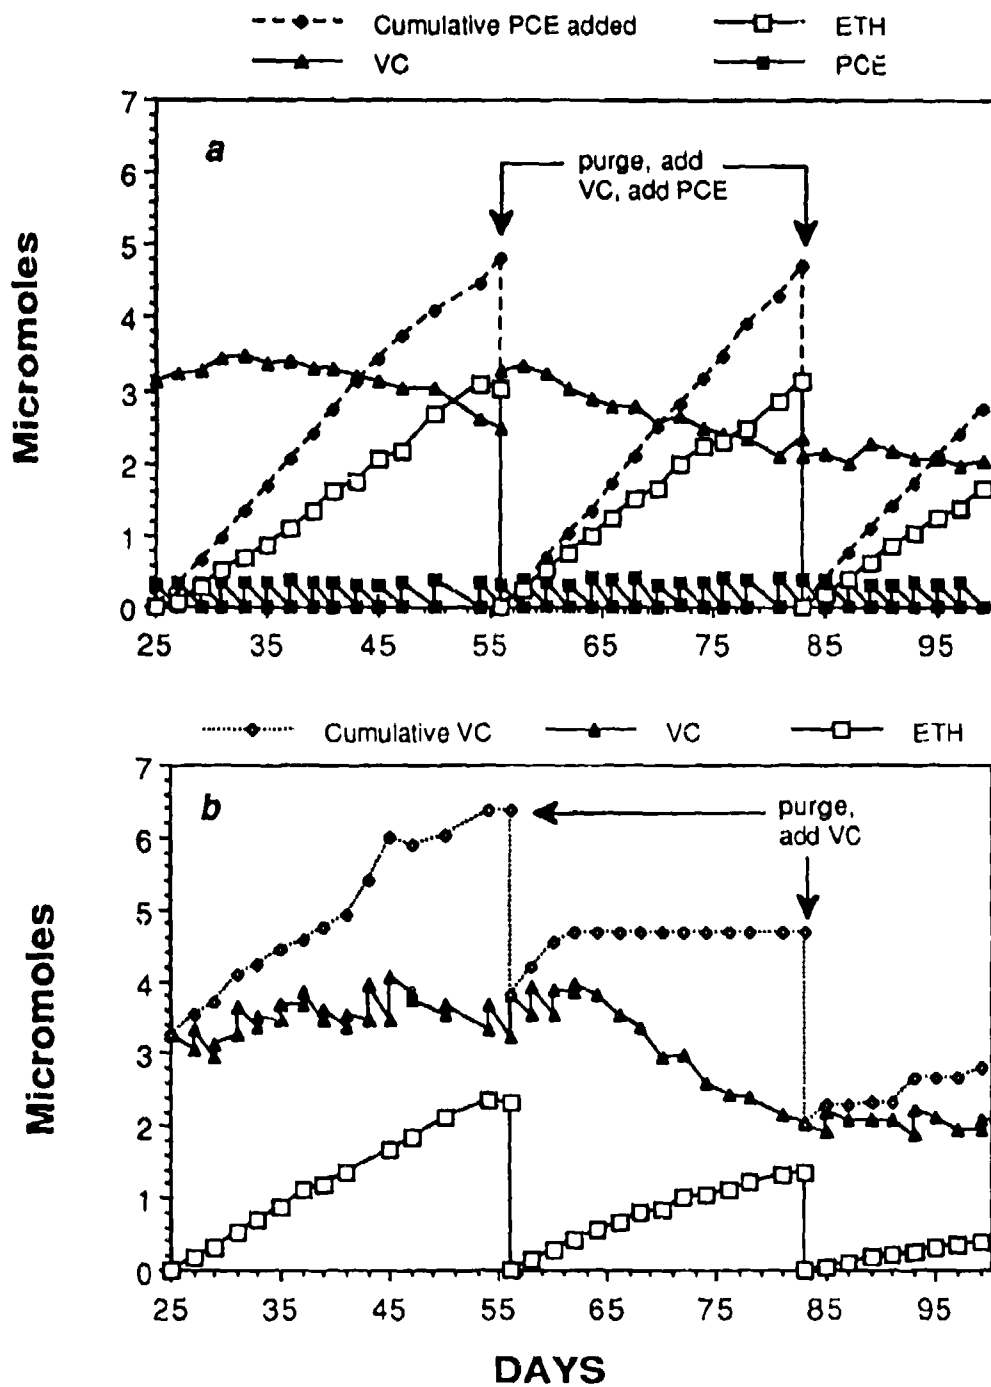 Cumulative PCE added ETH
VC PCE
7
a
6
purge, add
VC, add PCE
5
4
3
2
1
0
Micromoles
25 35 45 55 65 75 85 95
Cumulative VC VC ETH
7
b
purge,
add VC
6
5
4
3
2
1
0
Micromoles
25 35 45 55 65 75 85 95
DAYS